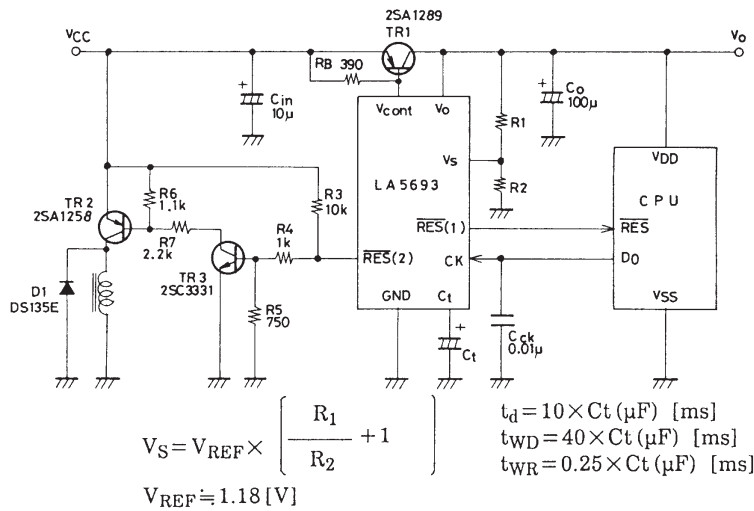 2SA1289
TR1
VCC
Vo
RB 390
+
Cin
10μ
Vcont
Vo
+
Co
100μ
R1
Vs
R2
LA5693
VDD
CPU
TR2
2SA1258
R6
1.1k
R7
2.2k
R3
10k
R4
1k
RES(1)
RES
RES(2)
CK
Do
TR3
2SC3331
D1
DS135E
R5
750
GND
Ct
VSS
+
Ct
Cck
0.01μ
VS=VREF×(R1/R2+1)
VREF≒1.18[V]
td=10×Ct(μF) [ms]
tWD=40×Ct(μF) [ms]
tWR=0.25×Ct(μF) [ms]